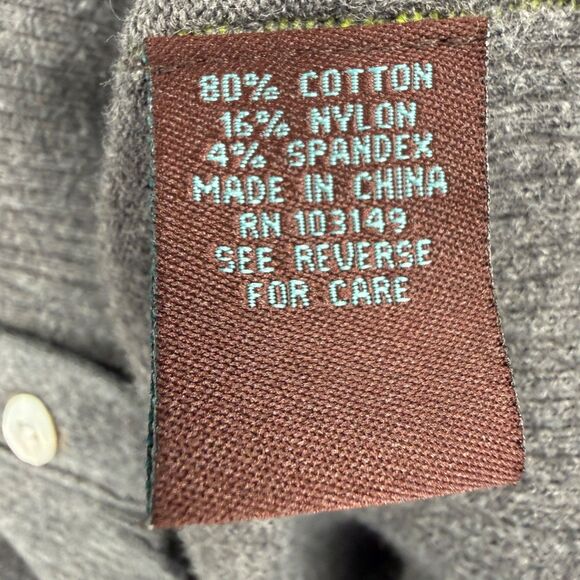 80% COTTON
16% NYLON
4% SPANDEX
MADE IN CHINA
RN 103149
SEE REVERSE
FOR CARE